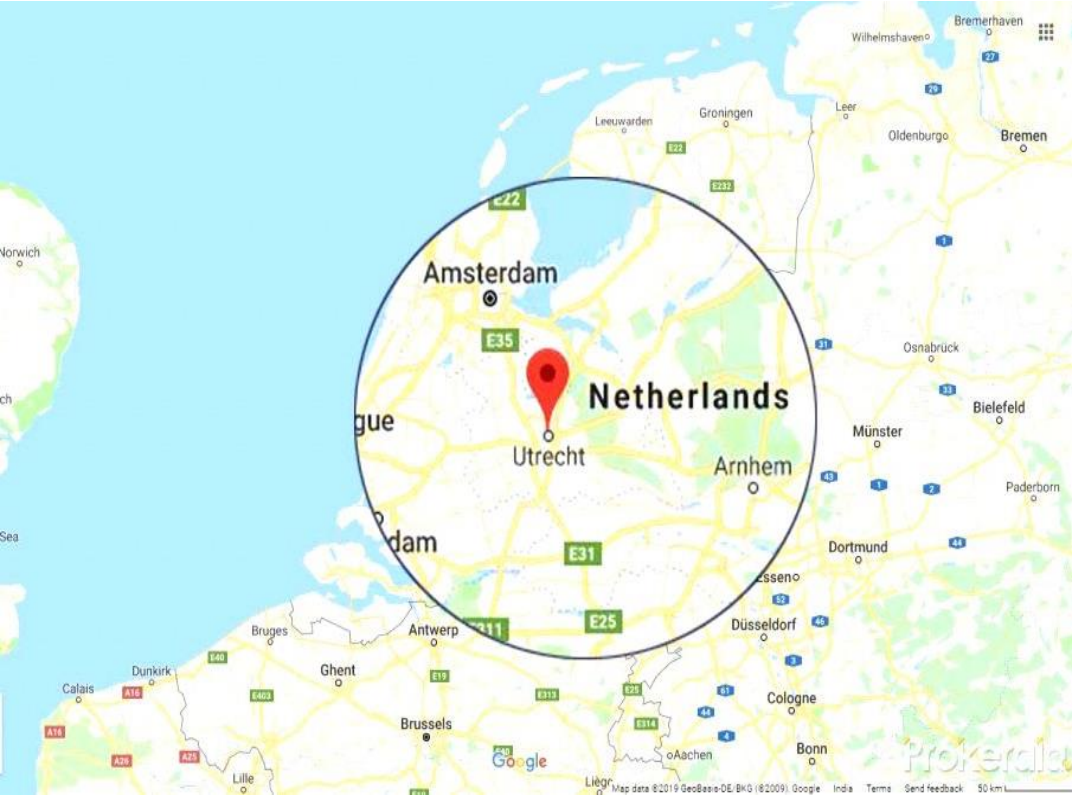 Bremerhaven
Wilhelmshaven
27
29
Leer
Groningen
Leeuwarden
Oldenburg
Bremen
E22
E232
E22
1
Norwich
Amsterdam
E35
31
Osnabrück
33
Netherlands
Bielefeld
gue
Münster
Utrecht
Arnhem
43
1
2
Paderborn
Sea
dam
E31
Dortmund
44
Essen
52
E311
E25
Düsseldorf
46
Bruges
Antwerp
E40
3
Dunkirk
Ghent
E19
Calais
A16
E403
E313
E25
61
Cologne
44
A16
Brussels
E314
4
A26
A25
E40
Google
Aachen
Bonn
Prokerala
Lille
Liège
Map data ©2019 GeoBasis-DE/BKG (©2009), Google India Terms Send feedback 50 km